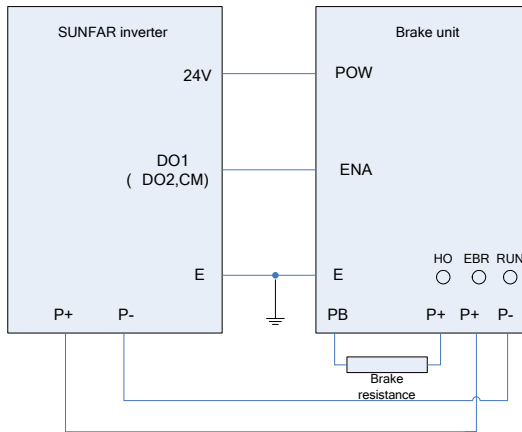 SUNFAR inverter
Brake unit
24V
POW
DO1
( DO2,CM)
ENA
E
E
HO EBR RUN
P+ P-
PB P+ P+ P-
Brake
resistance